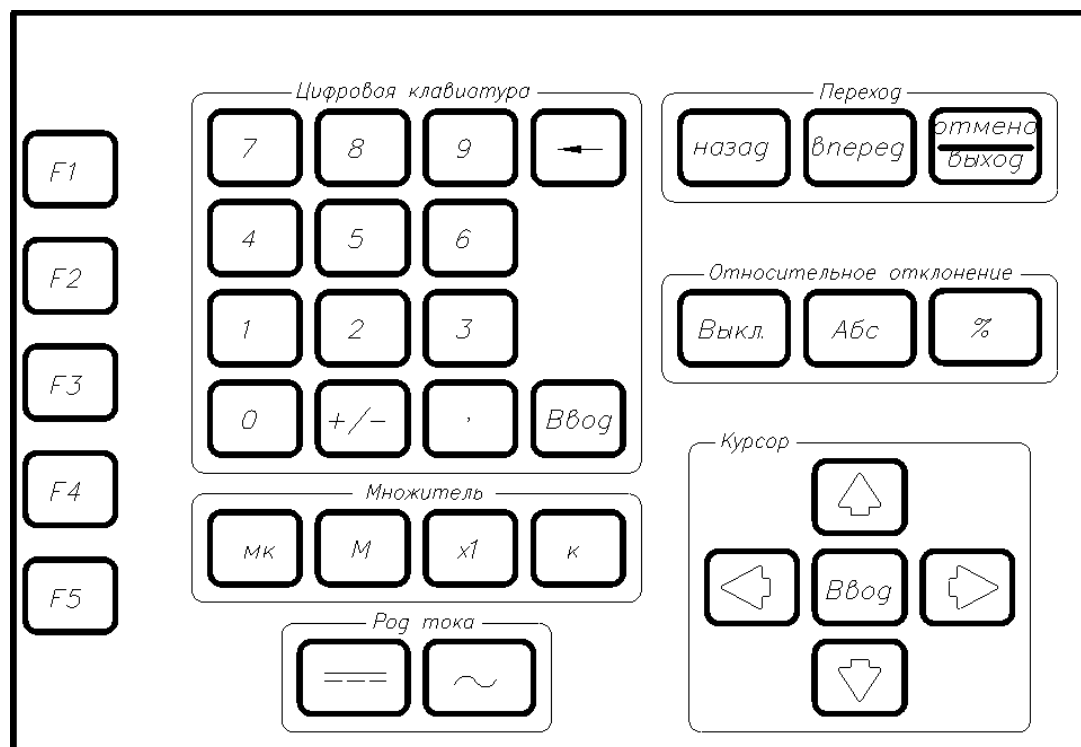 Цифровая клавиатура
Переход
F1
7 8 9
назад вперед отмена
выход
F2
4 5 6
Относительное отклонение
F3
1 2 3
Выкл. Абс %
0 +/- , Ввод
Курсор
F4
Множитель
мк М x1 к
F5
Ввод
Род тока